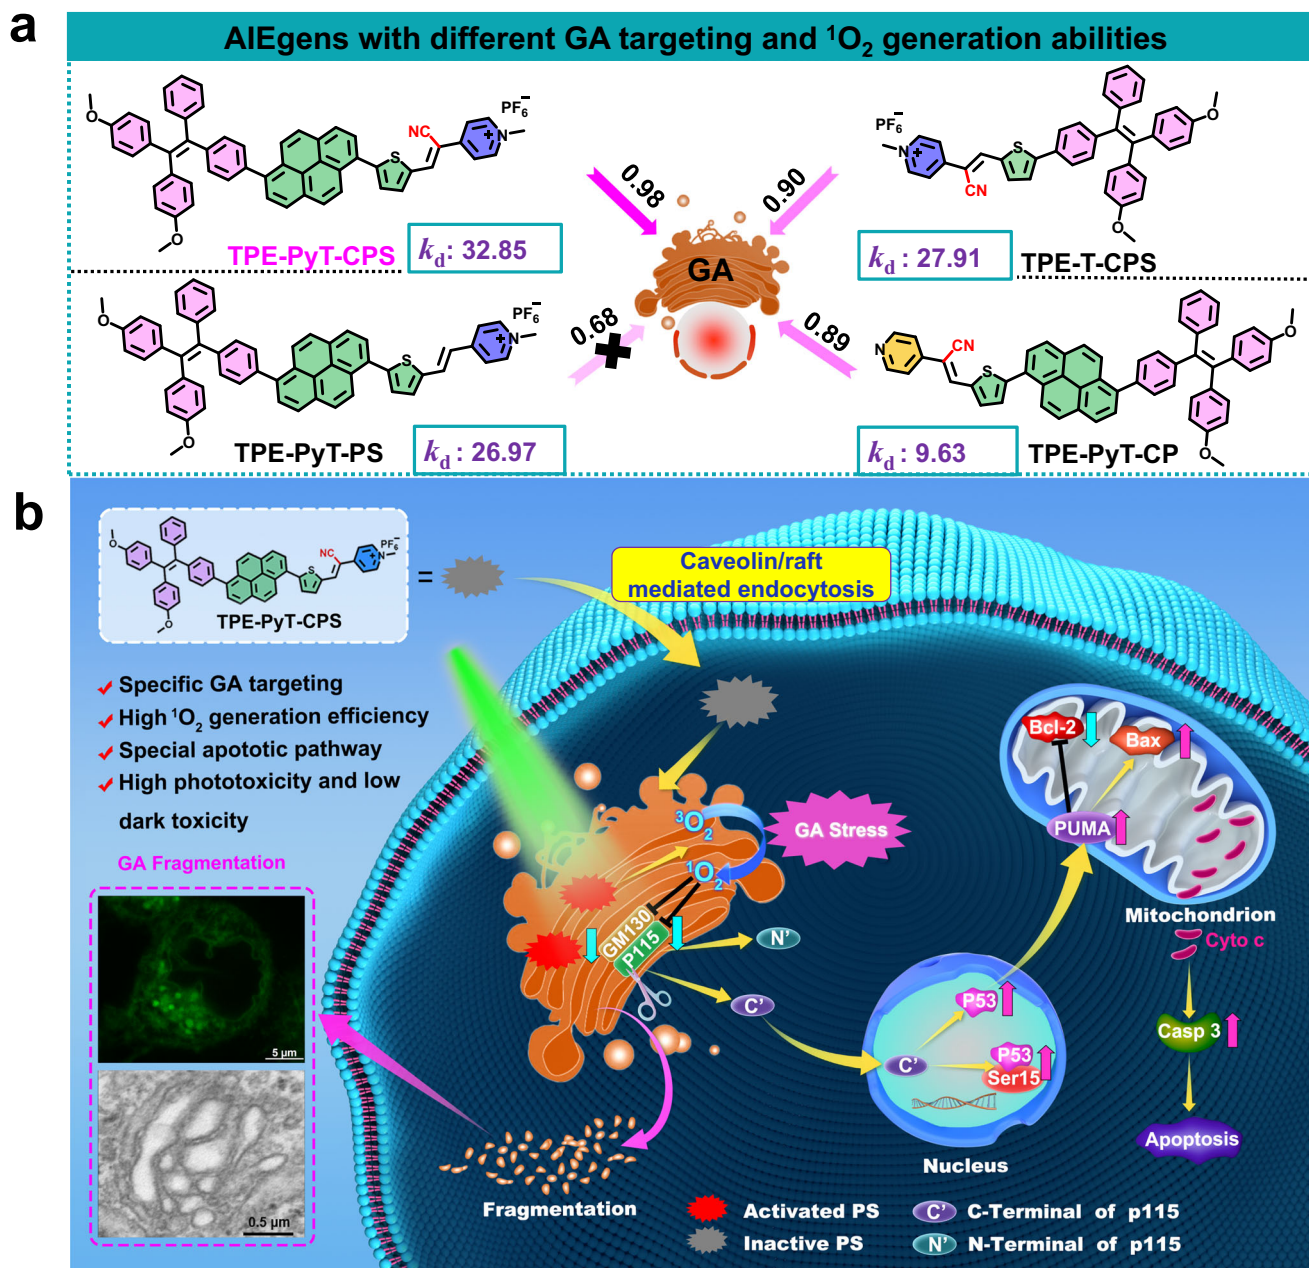 a
AIEgens with different GA targeting and ¹O₂ generation abilities
O
O
NC
S
N
+
PF₆⁻
TPE-PyT-CPS
kd: 32.85
0.98
0.90
GA
PF₆⁻
N
+
NC
S
O
O
kd: 27.91
TPE-T-CPS
O
O
S
N
+
PF₆⁻
TPE-PyT-PS
kd: 26.97
0.68
0.89
N
CN
S
O
O
kd: 9.63
TPE-PyT-CP
b
O
O
NC
S
N
+
PF₆⁻
TPE-PyT-CPS
=
Caveolin/raft
mediated endocytosis
Specific GA targeting
High ¹O₂ generation efficiency
Special apototic pathway
High phototoxicity and low
dark toxicity
GA Fragmentation
5 µm
0.5 µm
³O₂
¹O₂
GA Stress
GM130
P115
N'
C'
Fragmentation
C'
P53
P53
Ser15
Nucleus
Bcl-2
Bax
PUMA
Mitochondrion
Cyto c
Casp 3
Apoptosis
Activated PS
C' C-Terminal of p115
Inactive PS
N' N-Terminal of p115